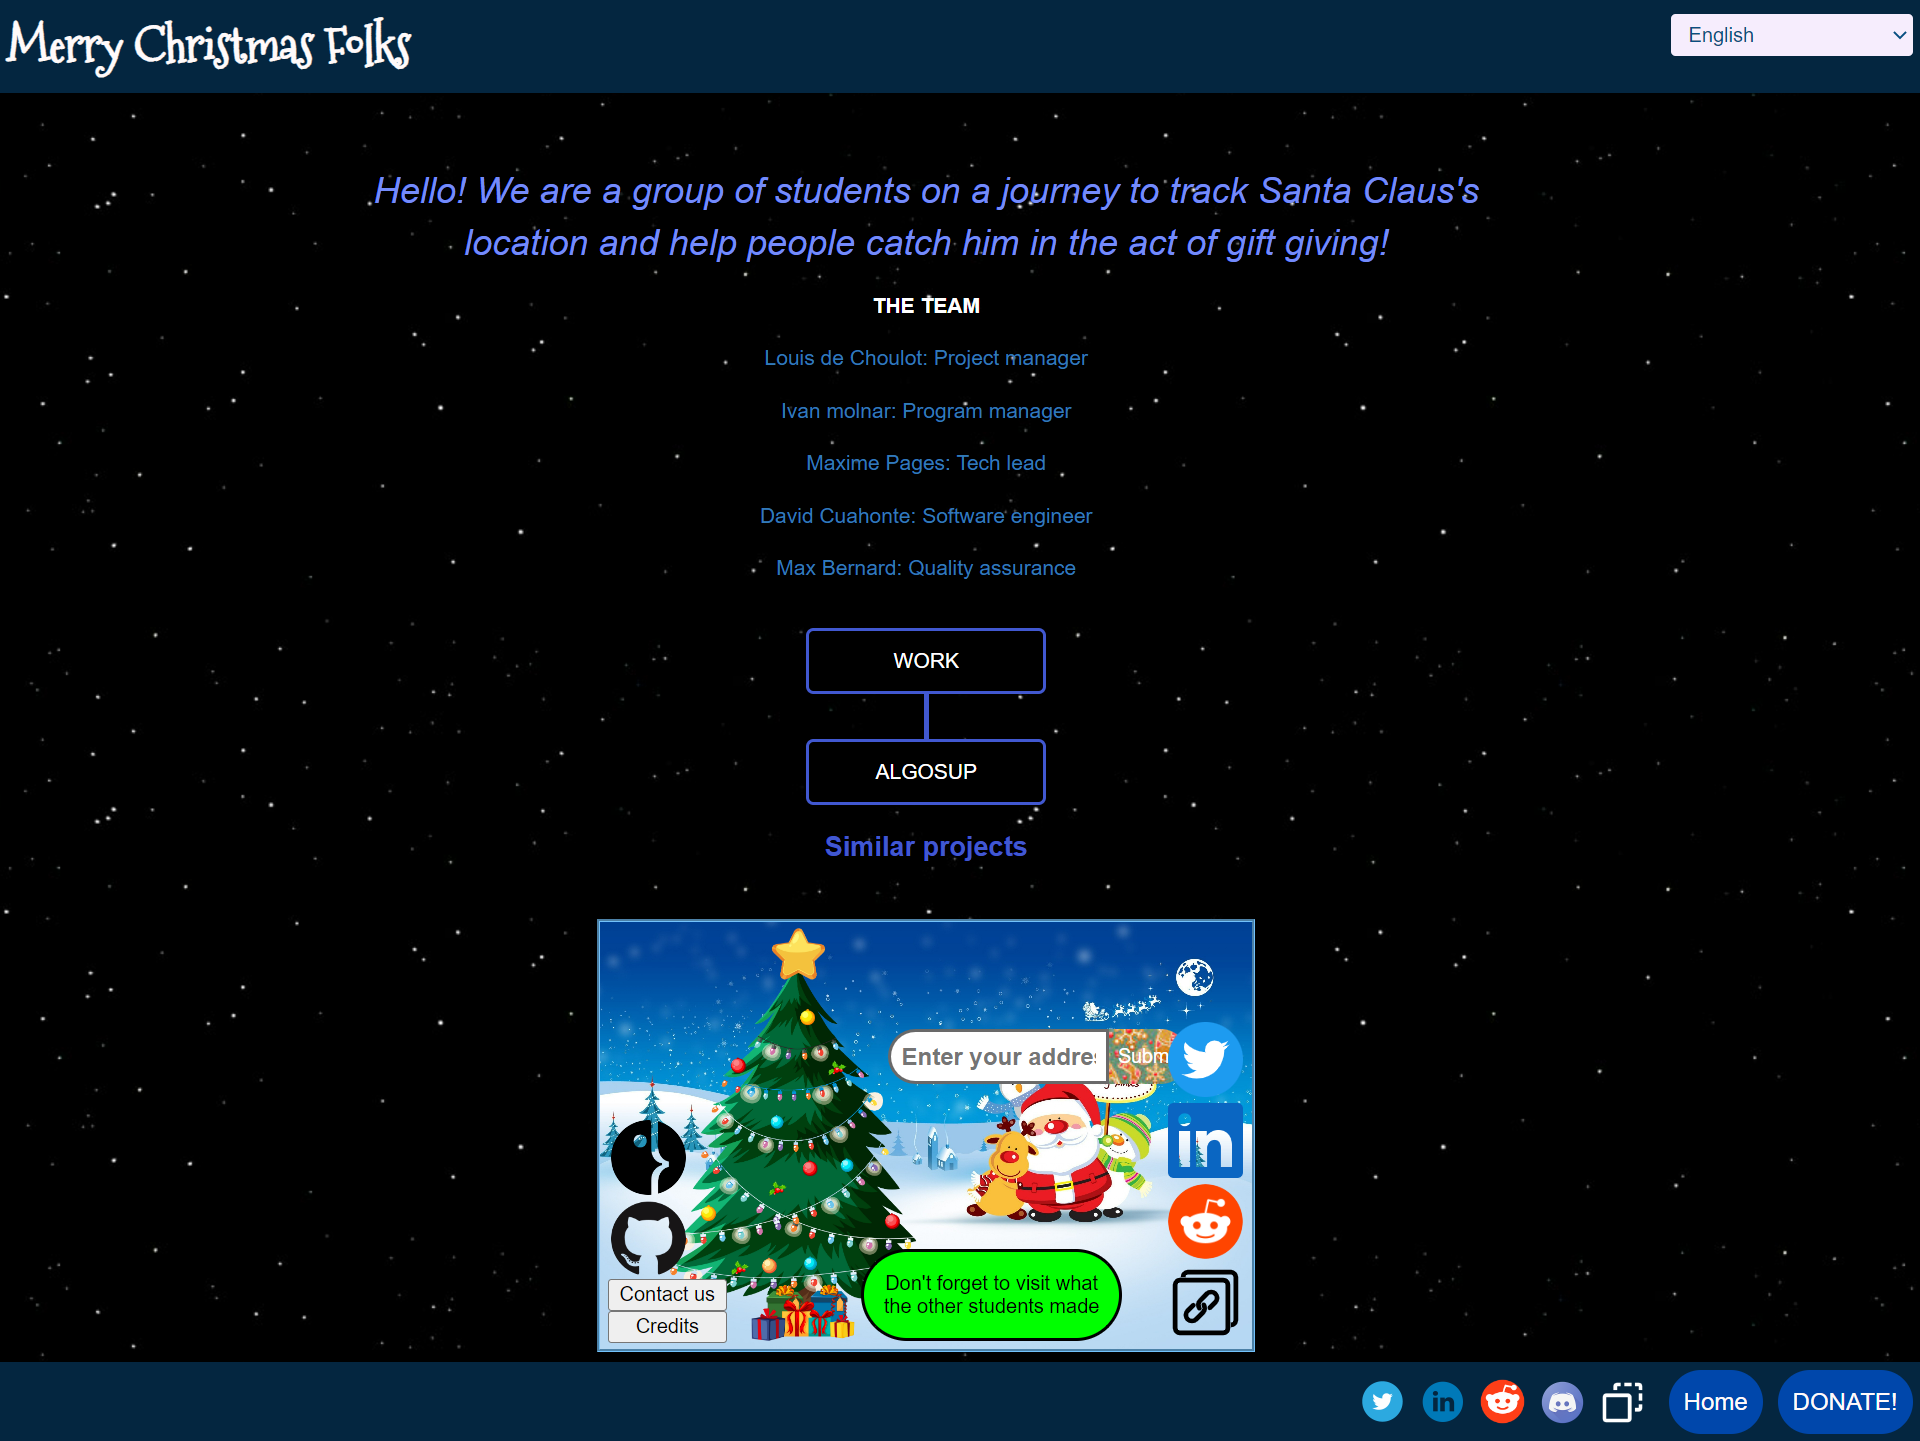 Merry Christmas Folks
English
Hello! We are a group of students on a journey to track Santa Claus's
location and help people catch him in the act of gift giving!
THE TEAM
Louis de Choulot: Project manager
Ivan molnar: Program manager
Maxime Pages: Tech lead
David Cuahonte: Software engineer
Max Bernard: Quality assurance
WORK
ALGOSUP
Similar projects
Enter your addre
Subm
in
Contact us
Credits
Don't forget to visit what
the other students made
in
Home
DONATE!